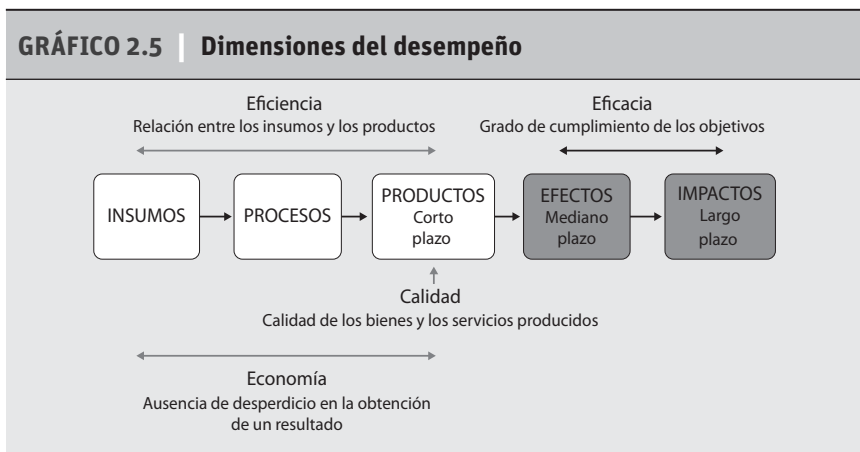 GRÁFICO 2.5 | Dimensiones del desempeño
Eficiencia
Relación entre los insumos y los productos
Eficacia
Grado de cumplimiento de los objetivos
INSUMOS
PROCESOS
PRODUCTOS
Corto
plazo
EFECTOS
Mediano
plazo
IMPACTOS
Largo
plazo
Calidad
Calidad de los bienes y los servicios producidos
Economía
Ausencia de desperdicio en la obtención
de un resultado